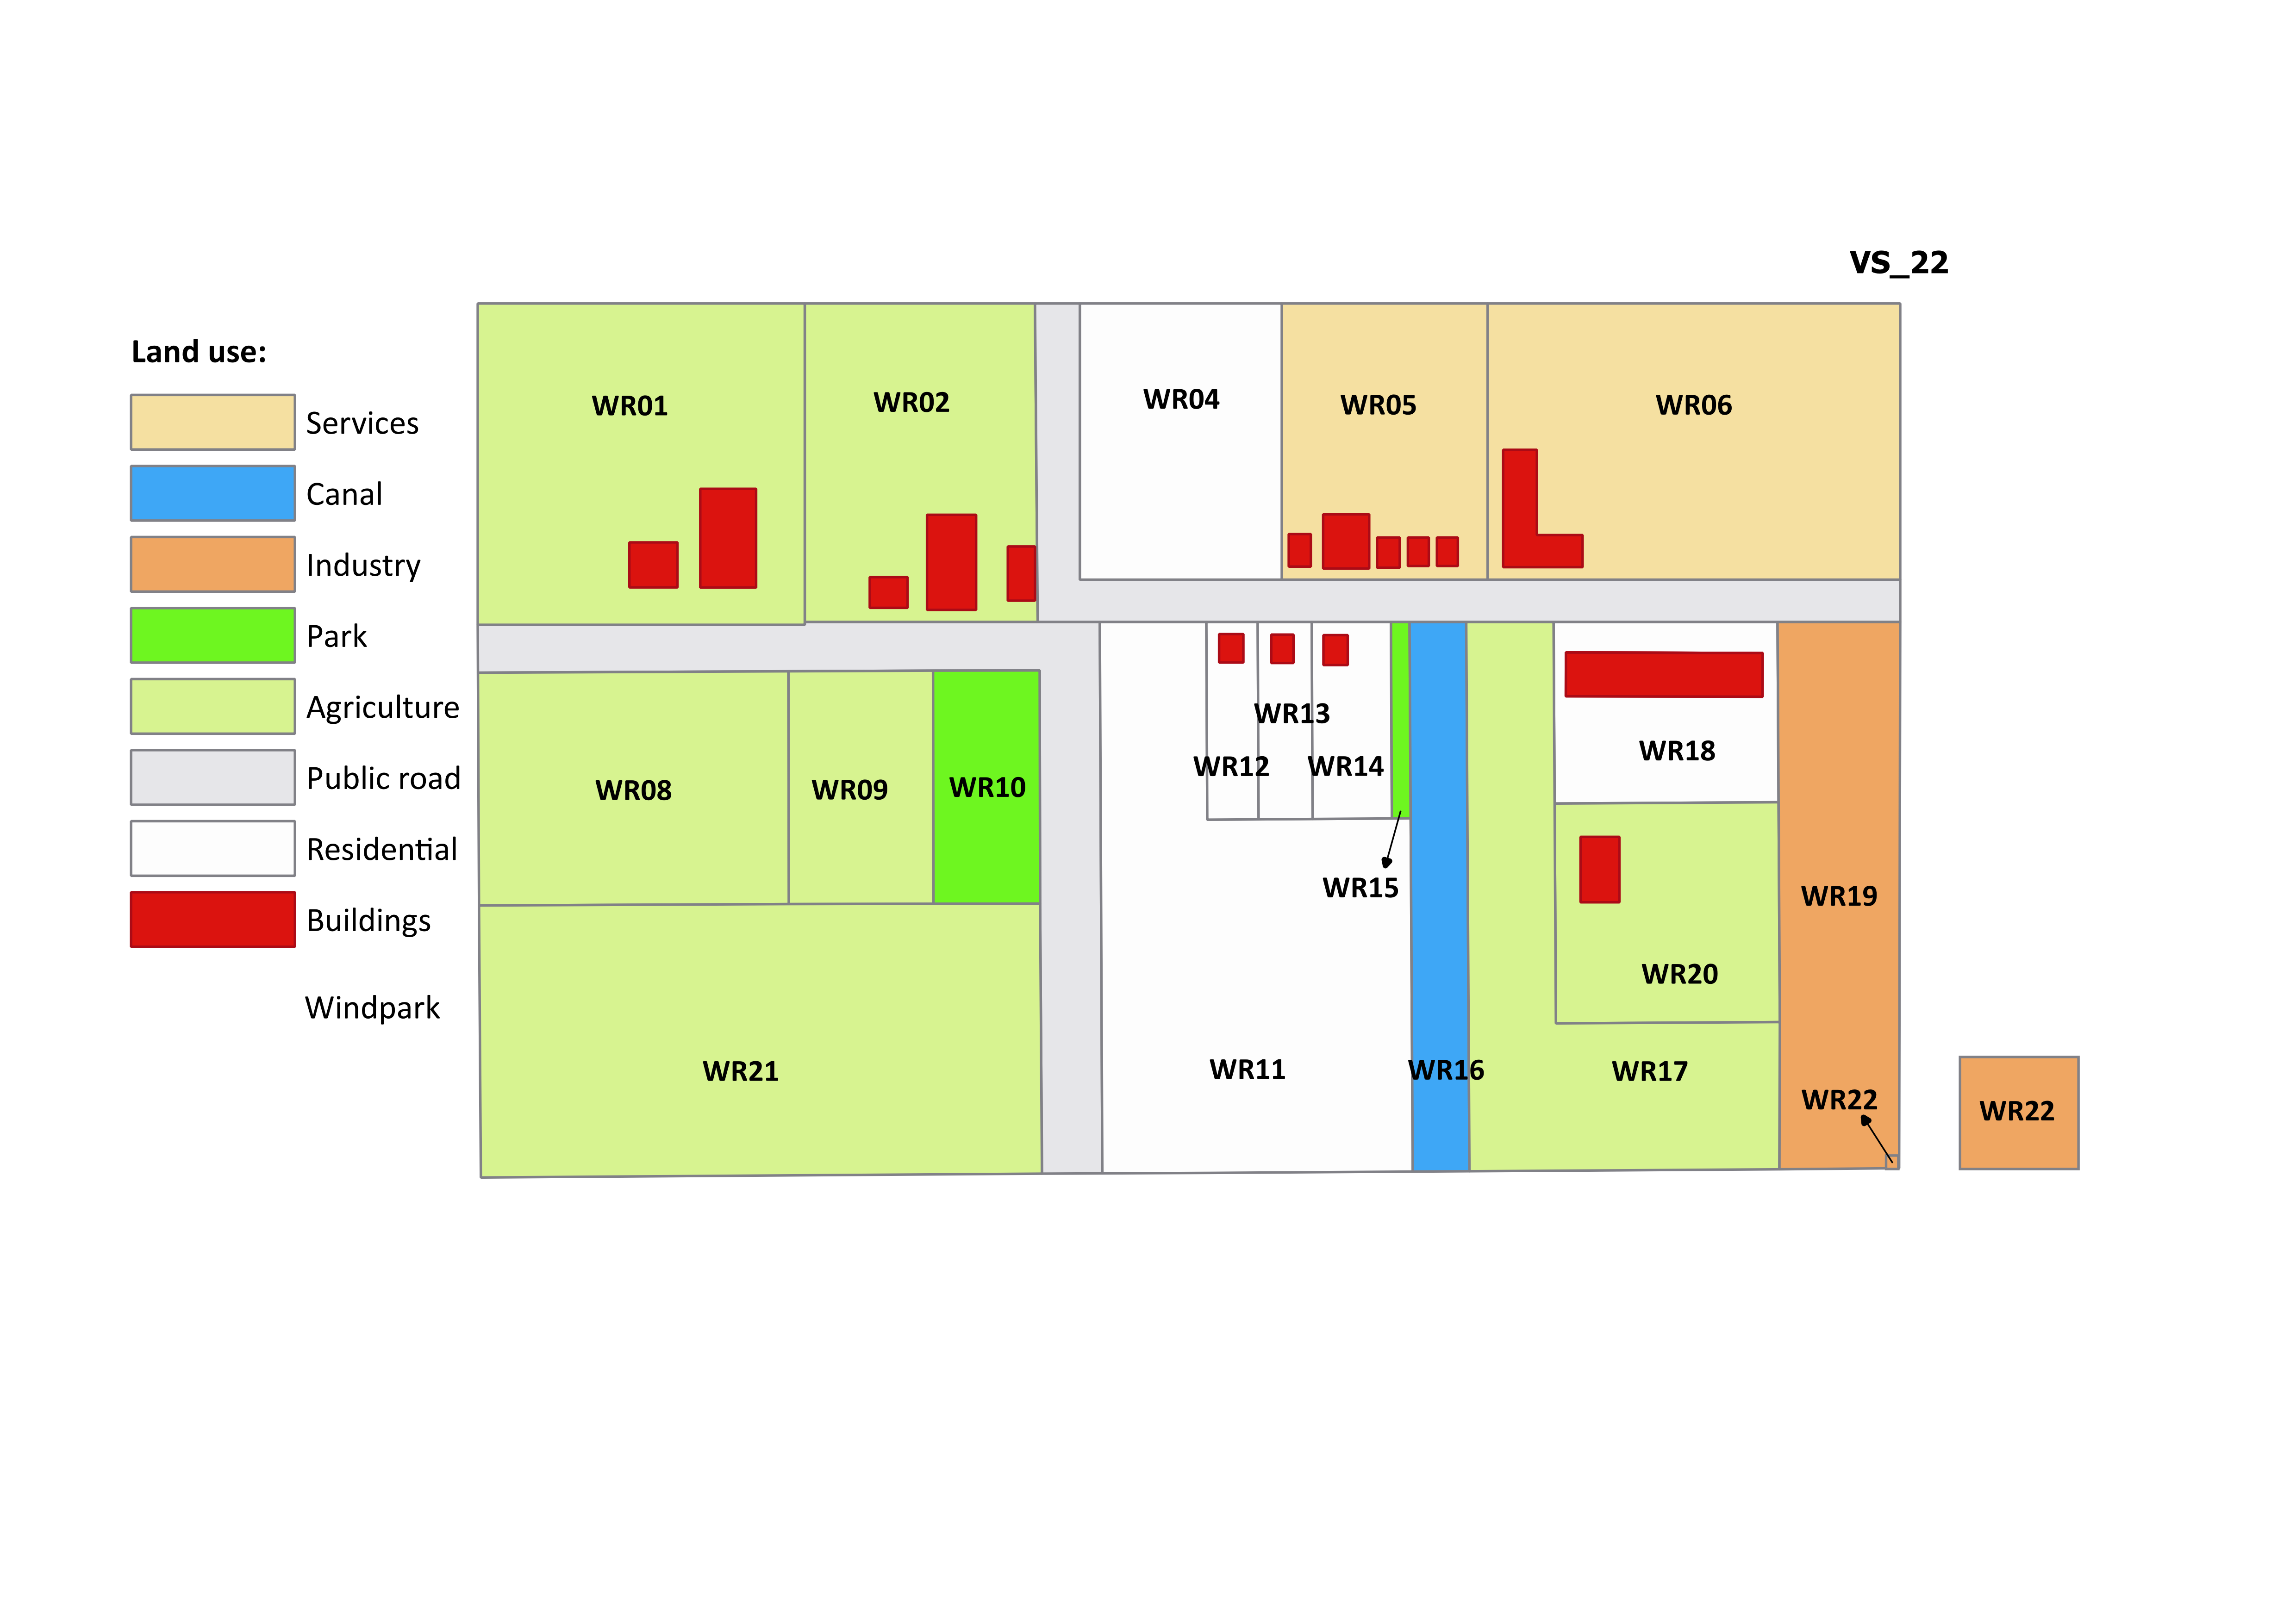 VS_22
Land use:
Services
Canal
Industry
Park
Agriculture
Public road
Residential
Buildings
Windpark
WR01
WR02
WR04
WR05
WR06
WR08
WR09
WR10
WR13
WR12
WR14
WR18
WR15
WR19
WR20
WR21
WR11
WR16
WR17
WR22
WR22